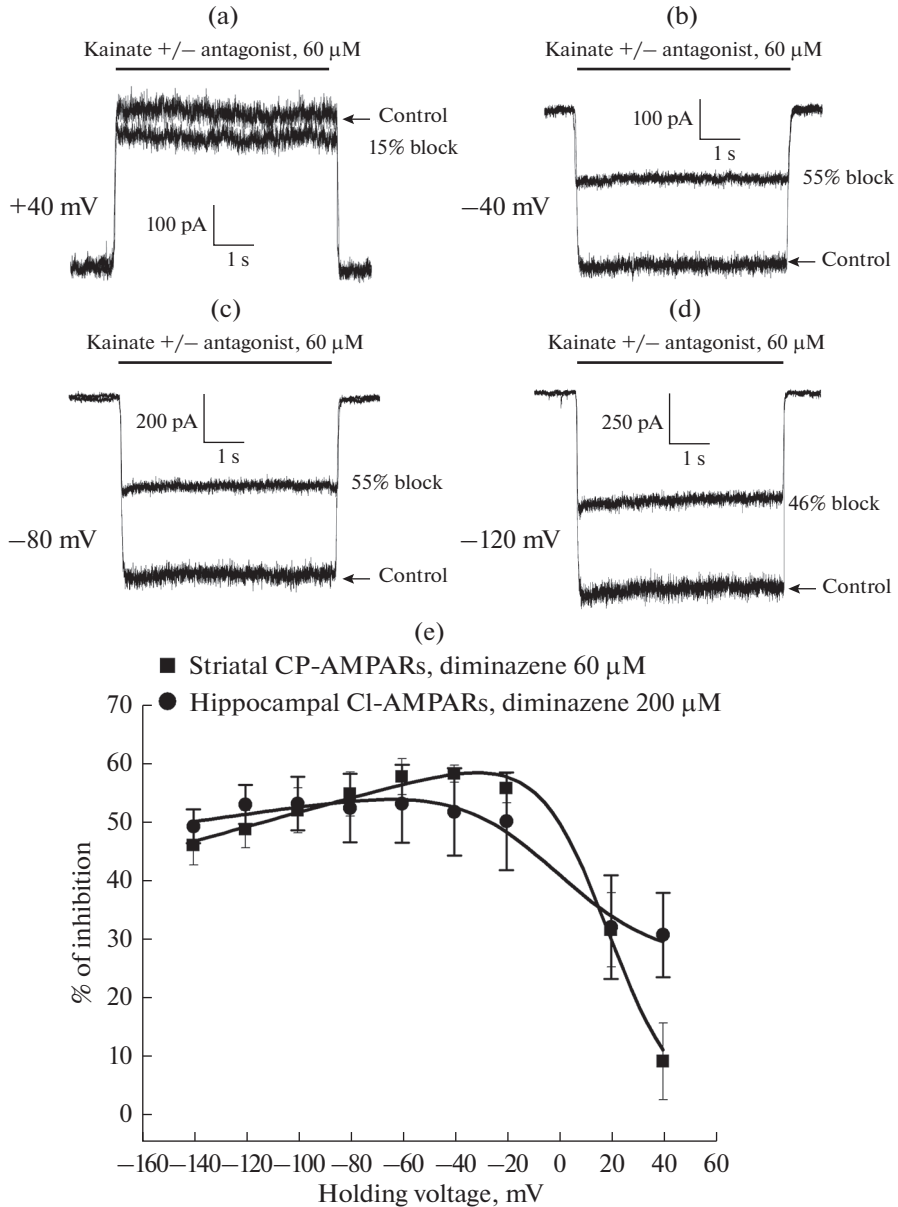 (a)
Kainate +/– antagonist, 60 μM
Control
15% block
+40 mV
100 pA
1 s
(b)
Kainate +/– antagonist, 60 μM
100 pA
1 s
55% block
–40 mV
Control
(c)
Kainate +/– antagonist, 60 μM
200 pA
1 s
55% block
–80 mV
Control
(d)
Kainate +/– antagonist, 60 μM
250 pA
1 s
46% block
–120 mV
Control
(e)
Striatal CP-AMPARs, diminazene 60 μM
Hippocampal Cl-AMPARs, diminazene 200 μM
70
60
50
40
30
20
10
0
% of inhibition
–160 –140 –120 –100 –80 –60 –40 –20 0 20 40 60
Holding voltage, mV